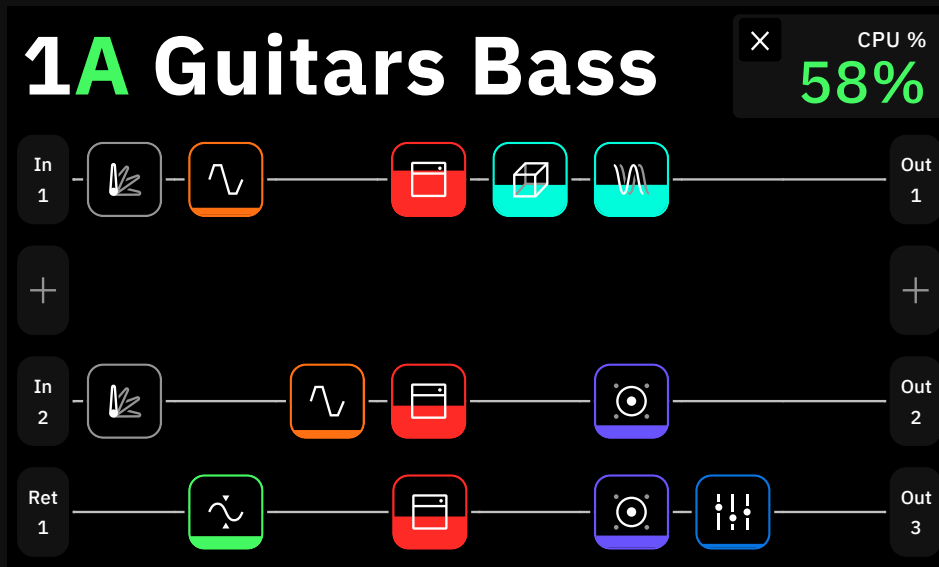 1A Guitars Bass
CPU %
58%
In
1
Out
1
In
2
Out
2
Ret
1
Out
3